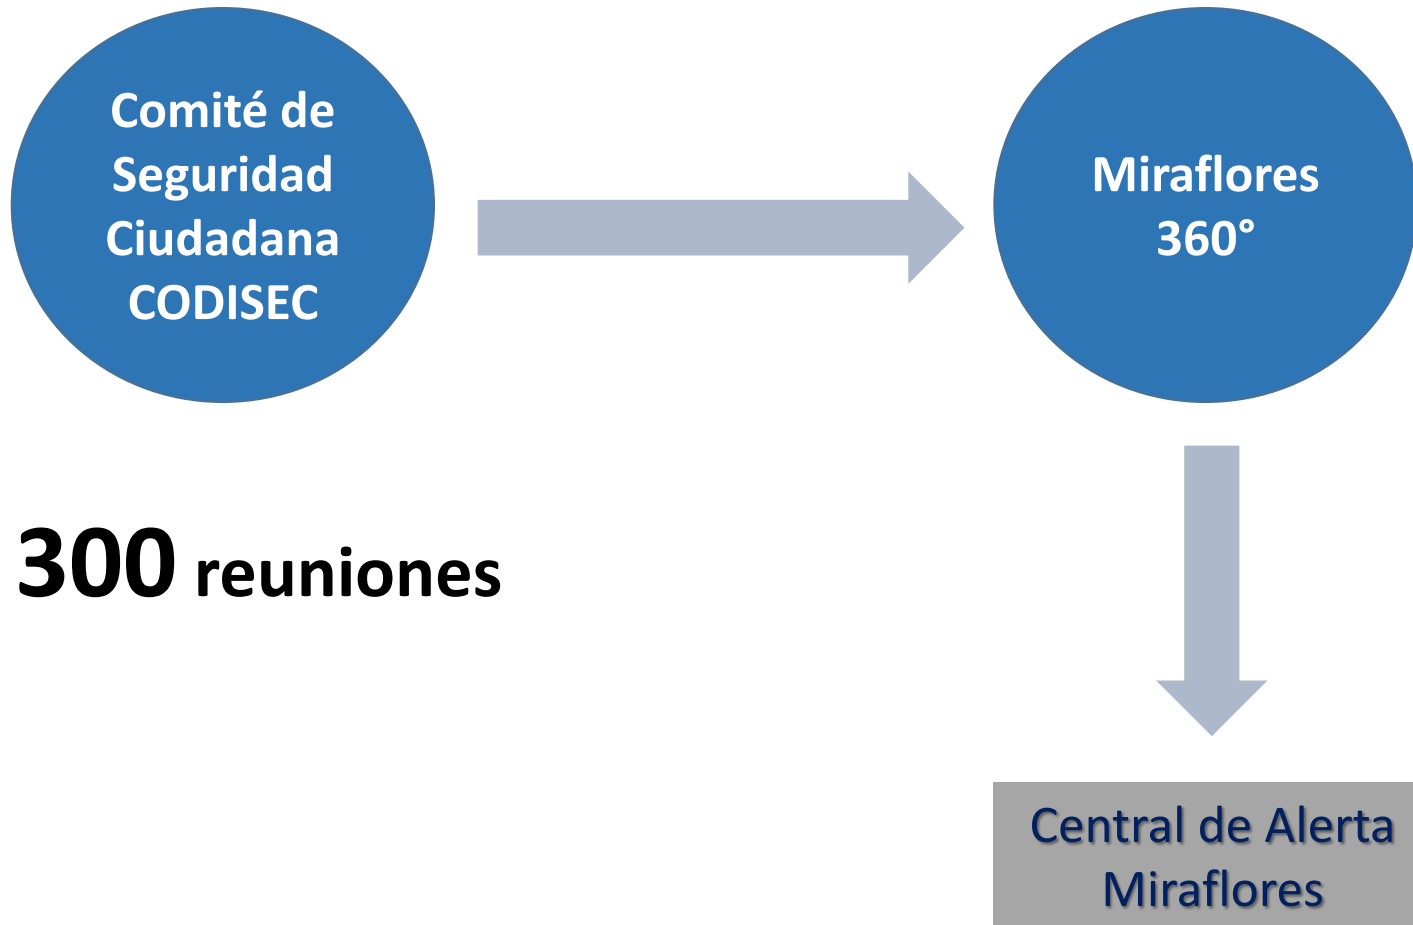 Comité de
Seguridad
Ciudadana
CODISEC
Miraflores
360°
300 reuniones
Central de Alerta
Miraflores